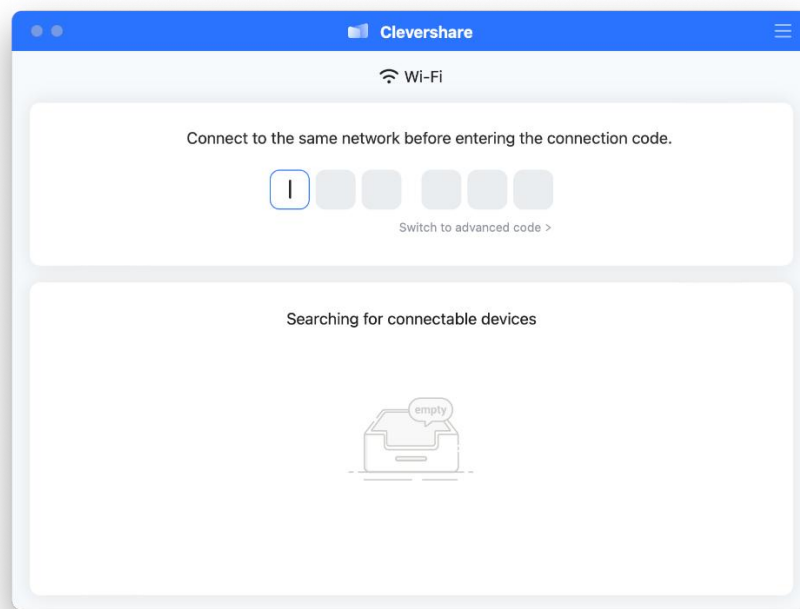 Clevershare
Wi-Fi
Connect to the same network before entering the connection code.
Switch to advanced code >
Searching for connectable devices
empty